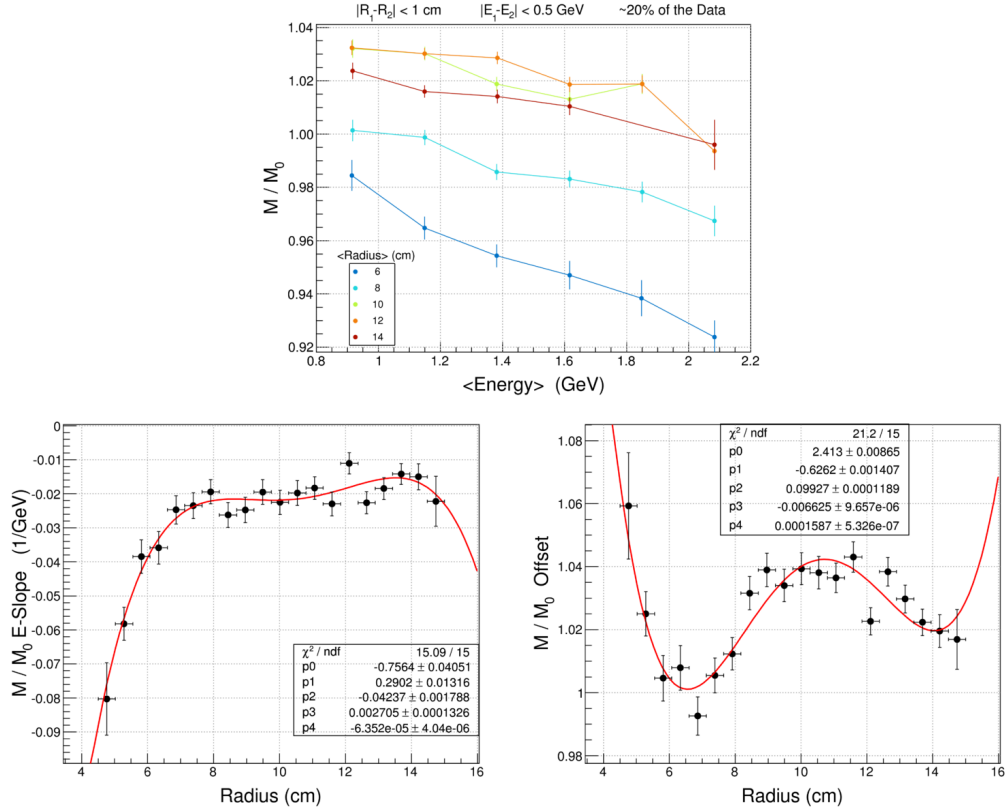 |R₁-R₂| < 1 cm |E₁-E₂| < 0.5 GeV ~20% of the Data
1.04
1.02
1.00
0.98
0.96
0.94
0.92
M / M₀
<Radius> (cm)
6
8
10
12
14
0.8 1 1.2 1.4 1.6 1.8 2 2.2
<Energy> (GeV)
0
-0.01
-0.02
-0.03
-0.04
-0.05
-0.06
-0.07
-0.08
-0.09
M / M₀ E-Slope (1/GeV)
χ² / ndf 15.09 / 15
p0 -0.7564 ± 0.04051
p1 0.2902 ± 0.01316
p2 -0.04237 ± 0.001788
p3 0.002705 ± 0.0001326
p4 -6.352e-05 ± 4.04e-06
4 6 8 10 12 14 16
Radius (cm)
1.08
1.06
1.04
1.02
1
0.98
M / M₀ Offset
χ² / ndf 21.2 / 15
p0 2.413 ± 0.00865
p1 -0.6262 ± 0.001407
p2 0.09927 ± 0.0001189
p3 -0.006625 ± 9.657e-06
p4 0.0001587 ± 5.326e-07
4 6 8 10 12 14 16
Radius (cm)